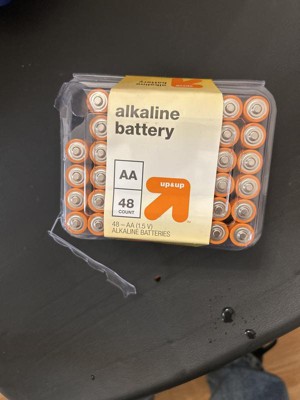 alkaline
battery
AA
up&up
48
COUNT
48 – AA (1.5 V)
ALKALINE BATTERIES